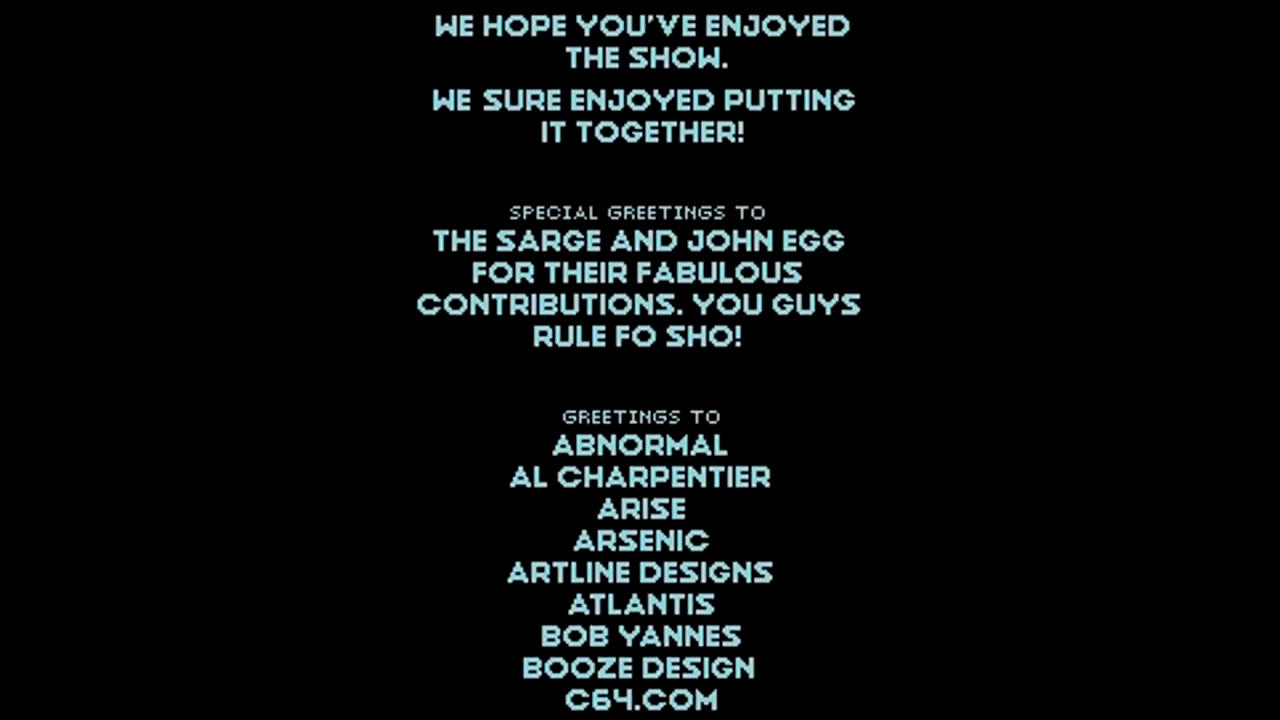 WE HOPE YOU'VE ENJOYED
THE SHOW.
WE SURE ENJOYED PUTTING
IT TOGETHER!
SPECIAL GREETINGS TO
THE SARGE AND JOHN EGG
FOR THEIR FABULOUS
CONTRIBUTIONS. YOU GUYS
RULE FO SHO!
GREETINGS TO
ABNORMAL
AL CHARPENTIER
ARISE
ARSENIC
ARTLINE DESIGNS
ATLANTIS
BOB YANNES
BOOZE DESIGN
C64.COM